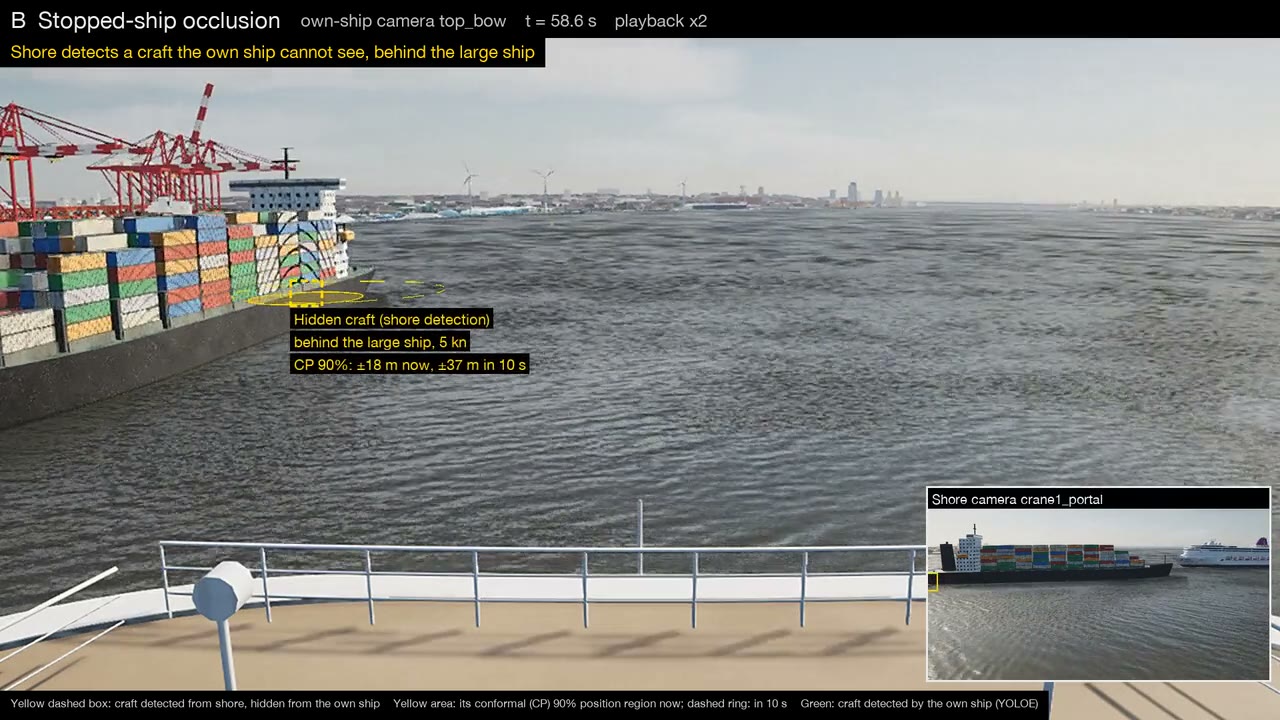 B Stopped-ship occlusion own-ship camera top_bow t = 58.6 s playback x2
Shore detects a craft the own ship cannot see, behind the large ship
Hidden craft (shore detection)
behind the large ship, 5 kn
CP 90%: ±18 m now, ±37 m in 10 s
Shore camera crane1_portal
Yellow dashed box: craft detected from shore, hidden from the own ship Yellow area: its conformal (CP) 90% position region now; dashed ring: in 10 s Green: craft detected by the own ship (YOLOE)